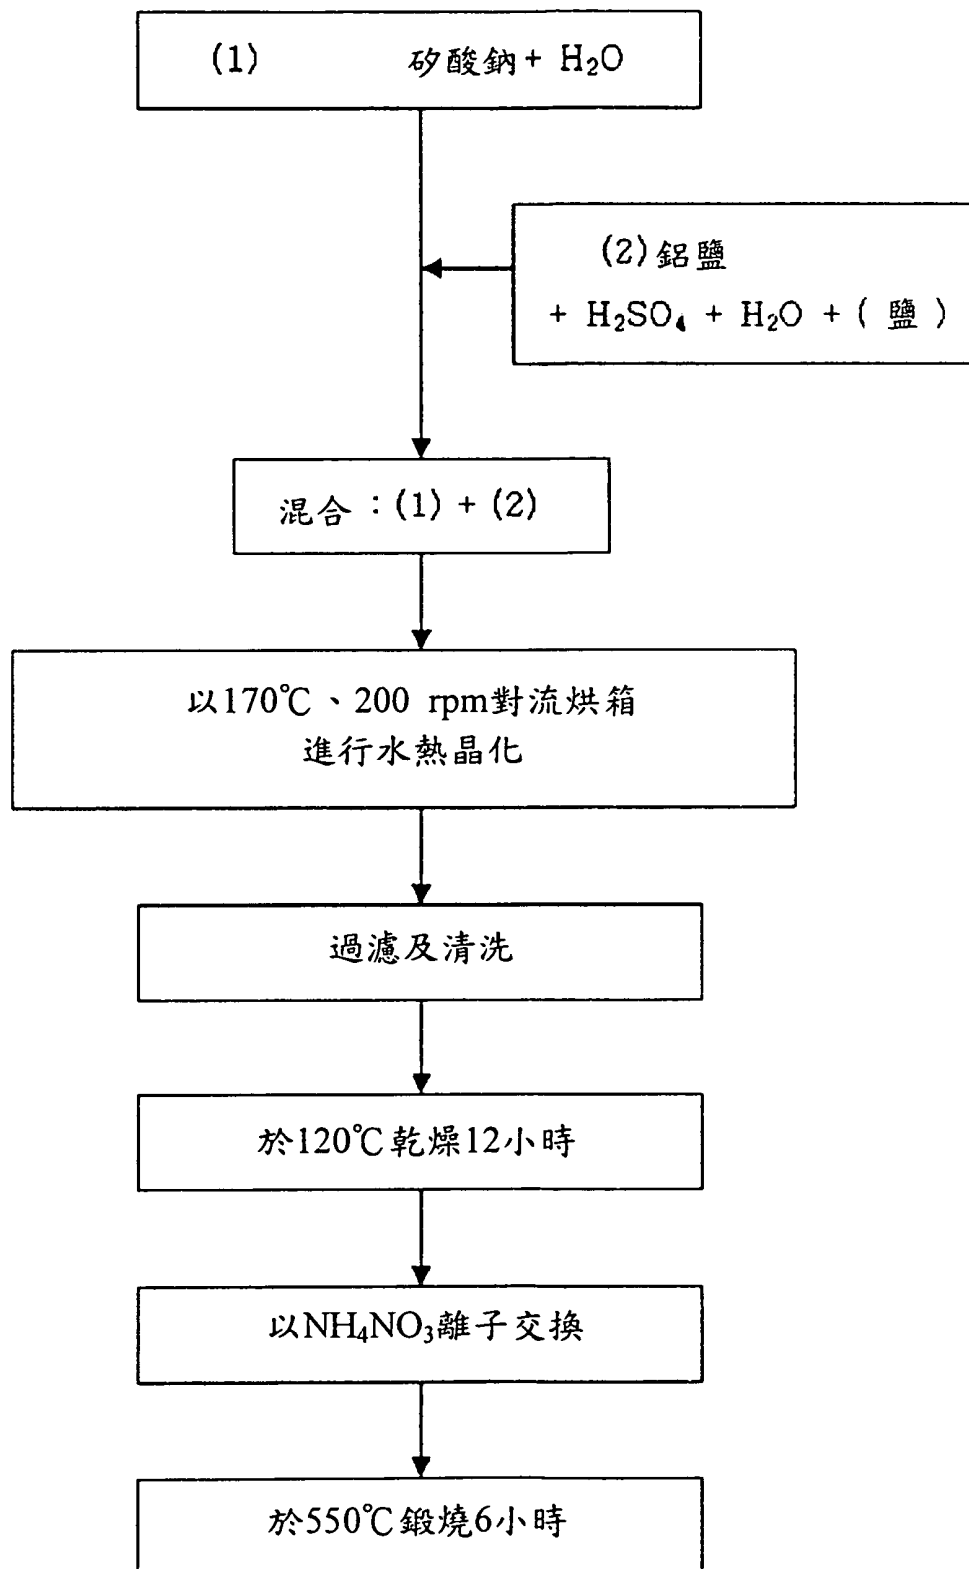 (1) 矽酸鈉 + H₂O
(2)鋁鹽
+ H₂SO₄ + H₂O + ( 鹽 )
混合：(1) + (2)
以170℃、200 rpm對流烘箱
進行水熱晶化
過濾及清洗
於120℃乾燥12小時
以NH₄NO₃離子交換
於550℃鍛燒6小時